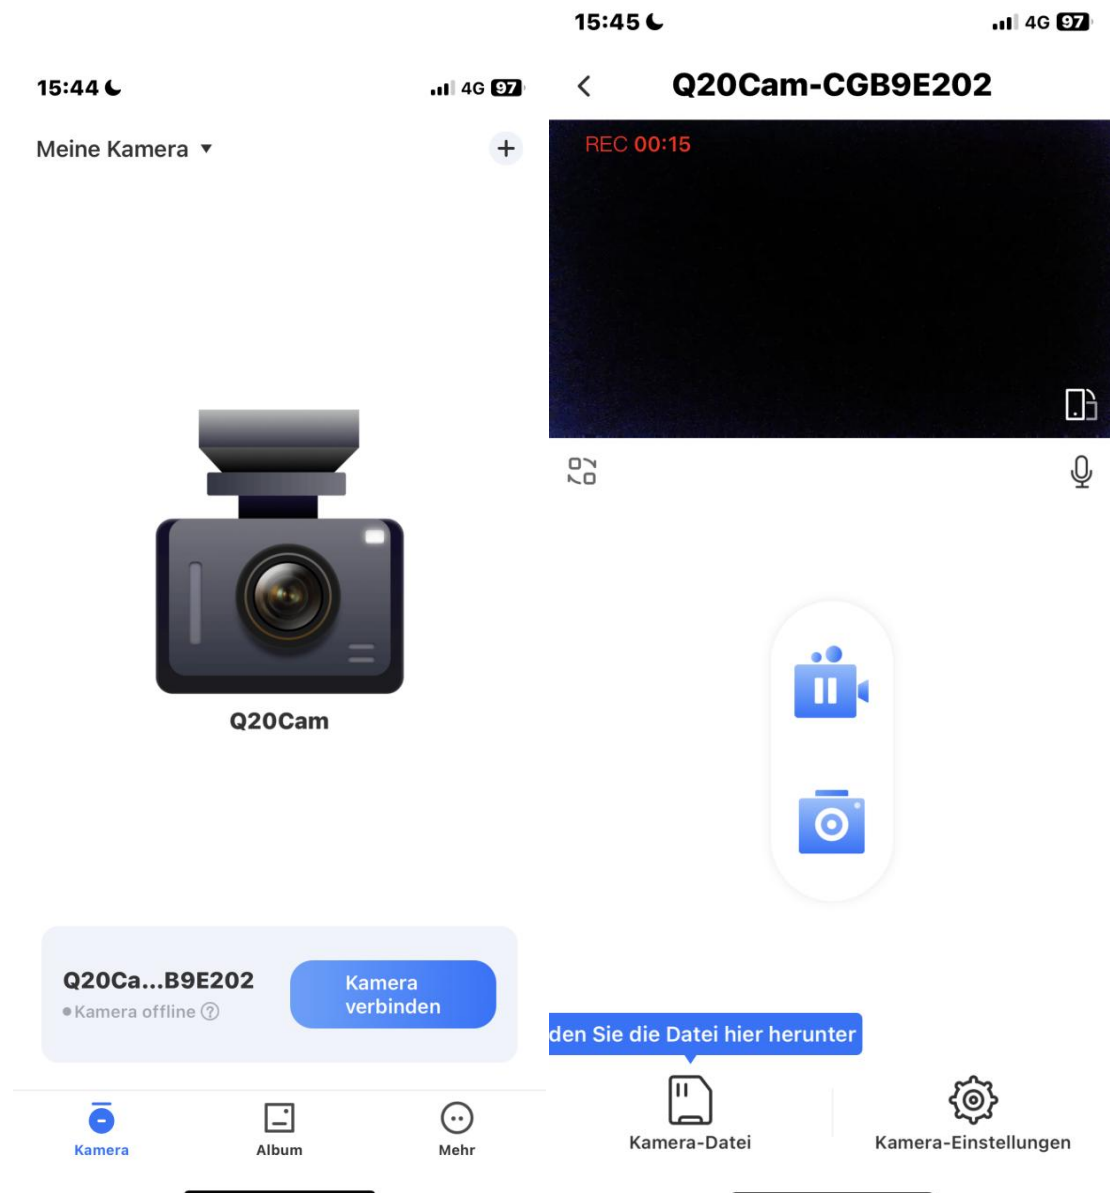 15:44
4G 97
Meine Kamera
Q20Cam
Q20Ca...B9E202
Kamera offline
Kamera
verbinden
Kamera
Album
Mehr
15:45
4G 97
Q20Cam-CGB9E202
REC 00:15
den Sie die Datei hier herunter
Kamera-Datei
Kamera-Einstellungen